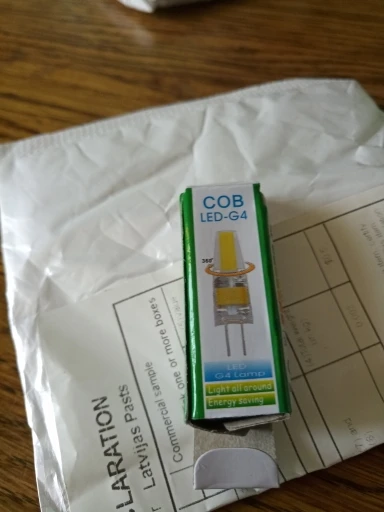 COB
LED-G4
360°
LED
G4 Lamp
Light all around
Energy saving
LARATION
Latvijas Pasts
Commercial sample
one or more boxes